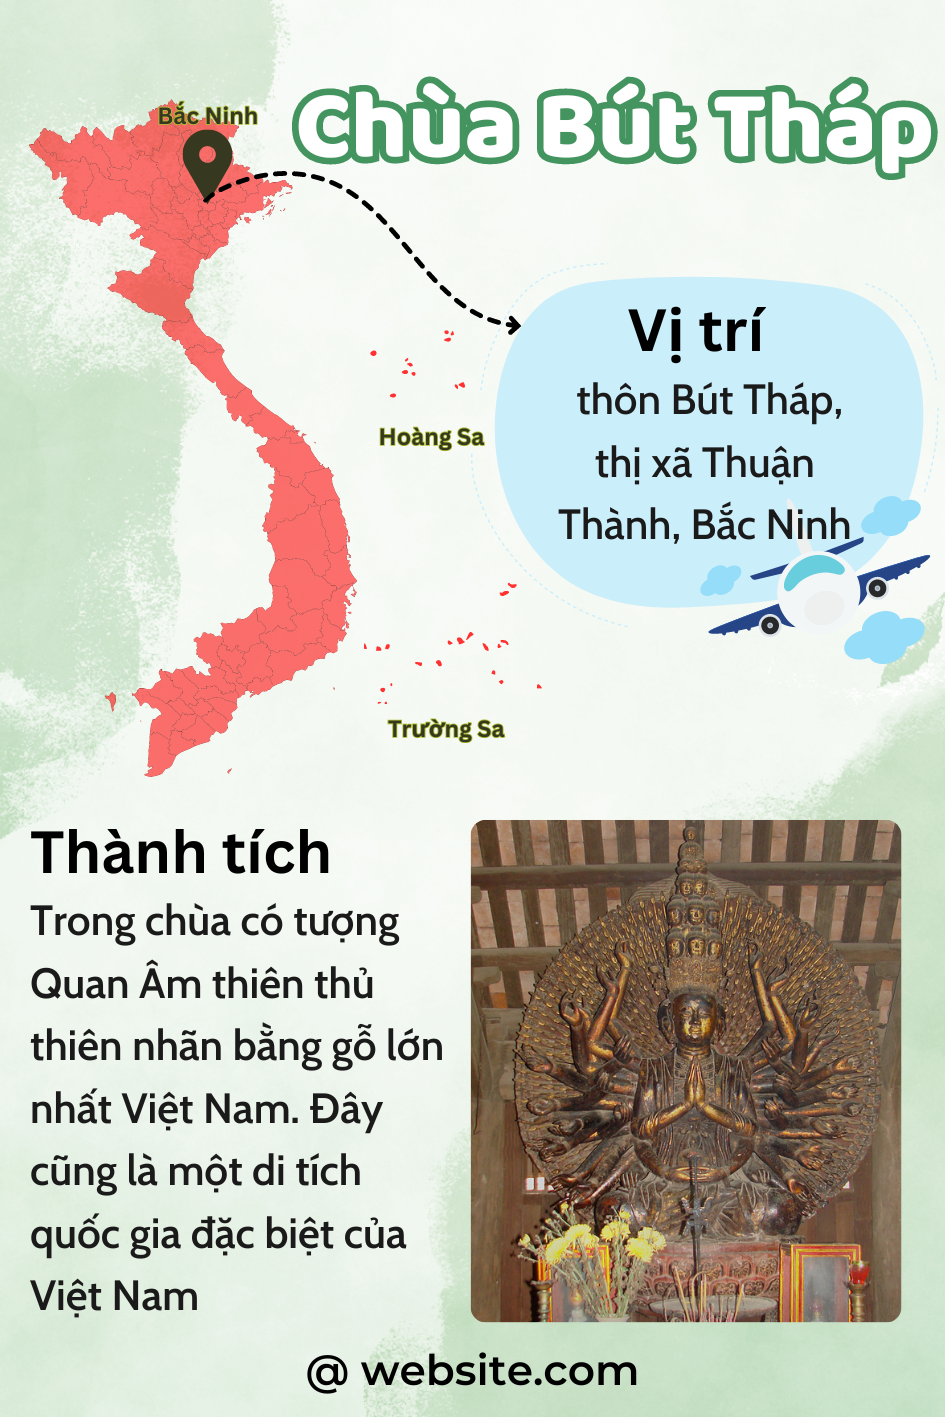 Bắc Ninh
Chùa Bút Tháp
Vị trí
thôn Bút Tháp,
thị xã Thuận
Thành, Bắc Ninh
Hoàng Sa
Trường Sa
Thành tích
Trong chùa có tượng
Quan Âm thiên thủ
thiên nhãn bằng gỗ lớn
nhất Việt Nam. Đây
cũng là một di tích
quốc gia đặc biệt của
Việt Nam
@ website.com